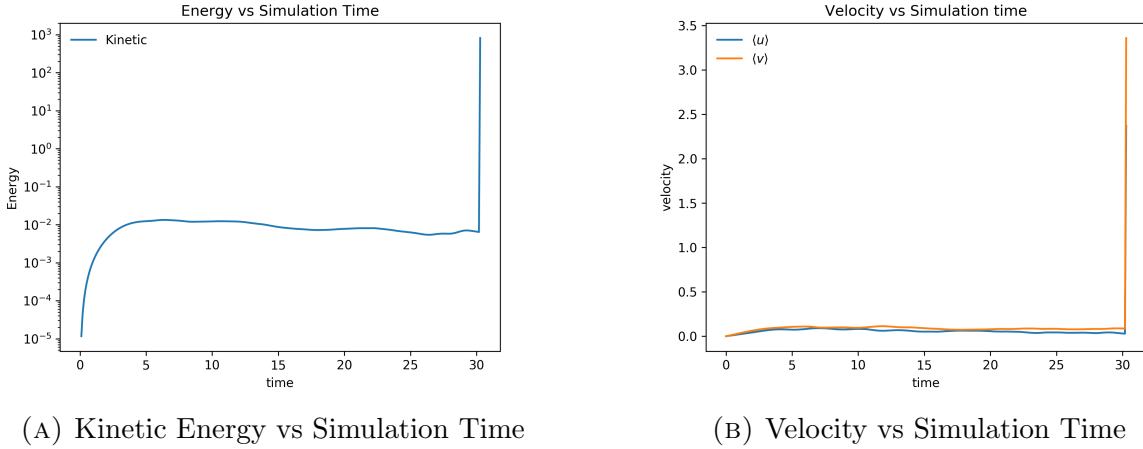 Energy vs Simulation Time
10³
10²
10¹
10⁰
10⁻¹
10⁻²
10⁻³
10⁻⁴
10⁻⁵
Energy
Kinetic
0 5 10 15 20 25 30
time
(A) Kinetic Energy vs Simulation Time
Velocity vs Simulation time
3.5
3.0
2.5
2.0
1.5
1.0
0.5
0.0
velocity
⟨u⟩
⟨v⟩
0 5 10 15 20 25 30
time
(B) Velocity vs Simulation Time